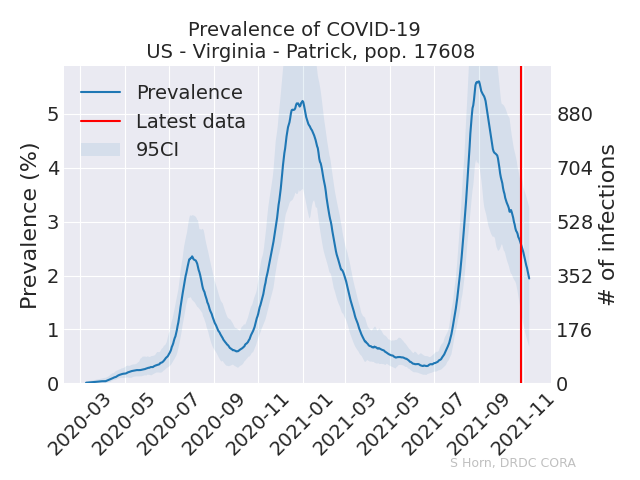 Prevalence of COVID-19
US - Virginia - Patrick, pop. 17608
Prevalence
Latest data
95CI
Prevalence (%)
5
4
3
2
1
0
# of infections
880
704
528
352
176
0
2020-03
2020-05
2020-07
2020-09
2020-11
2021-01
2021-03
2021-05
2021-07
2021-09
2021-11
S Horn, DRDC CORA